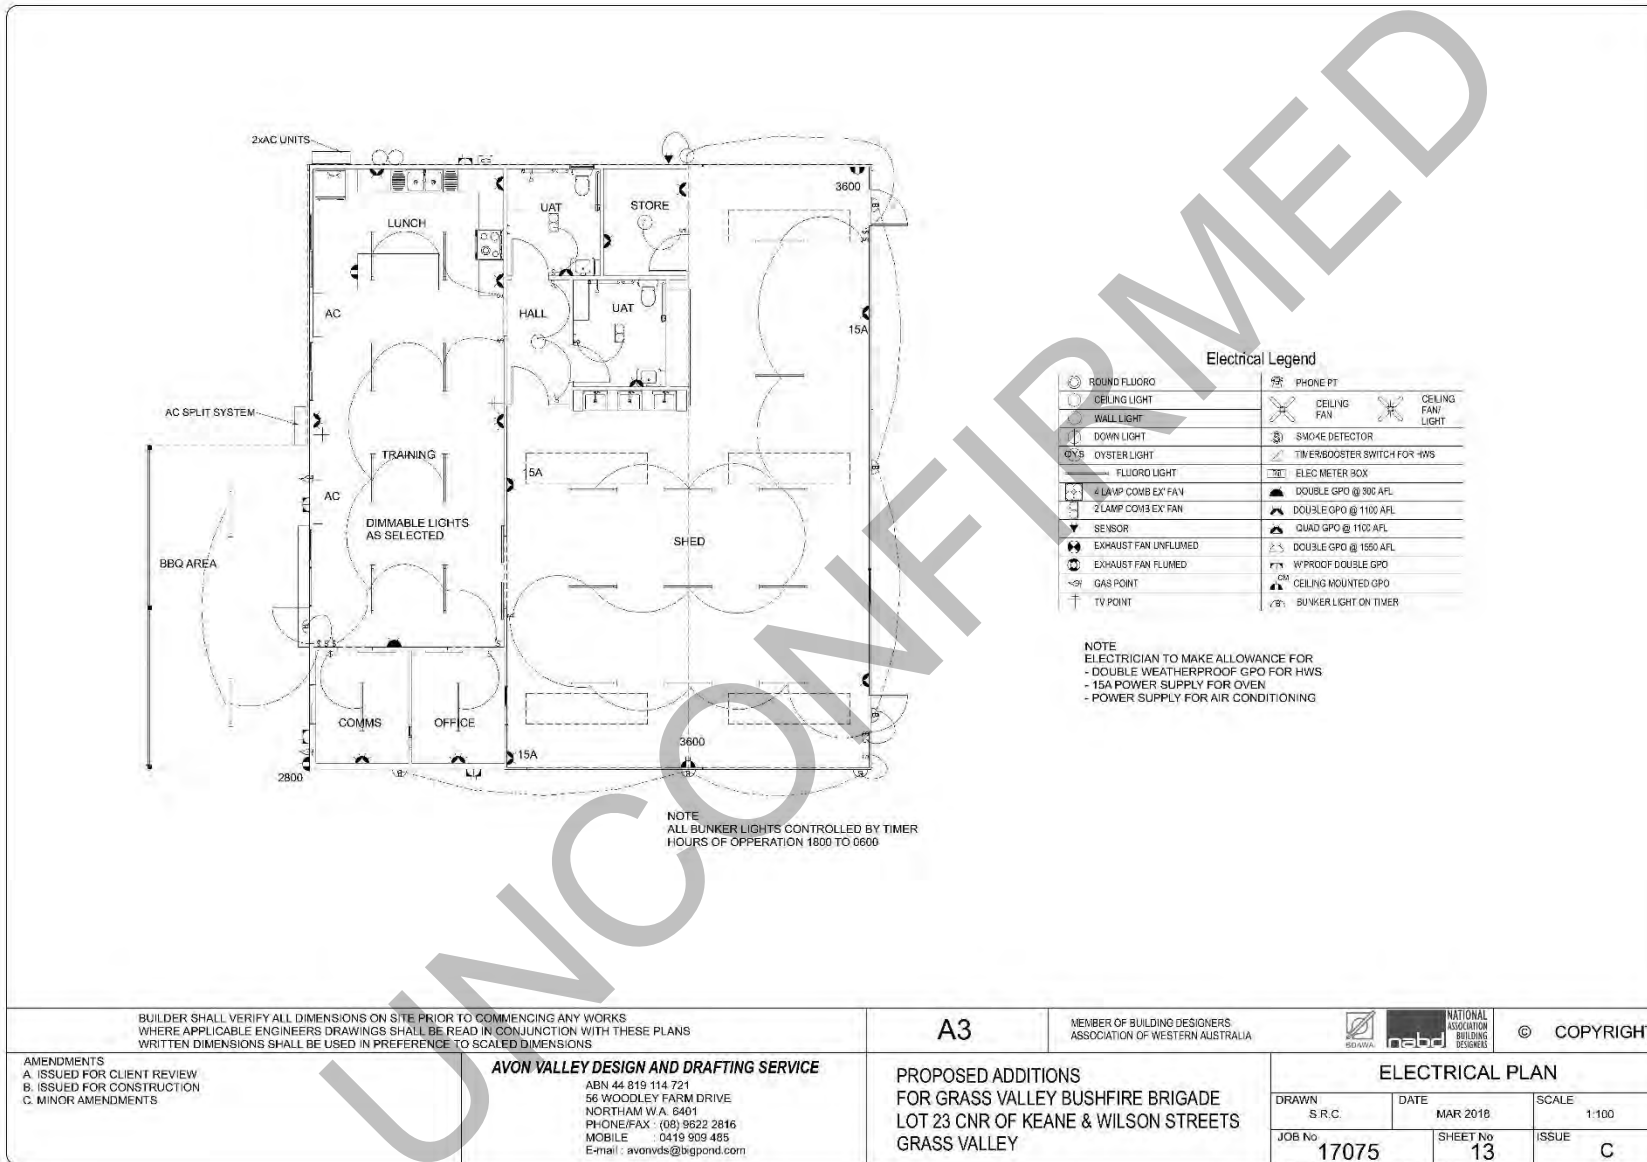 2xAC UNITS
3600
UAT
STORE
LUNCH
AC
HALL
UAT
15A
AC SPLIT SYSTEM
TRAINING
15A
AC
DIMMABLE LIGHTS
AS SELECTED
SHED
BBQ AREA
COMMS
OFFICE
3600
15A
2800
NOTE
ALL BUNKER LIGHTS CONTROLLED BY TIMER
HOURS OF OPPERATION 1800 TO 0600
Electrical Legend
ROUND FLUORO
CEILING LIGHT
WALL LIGHT
DOWN LIGHT
OYS OYSTER LIGHT
FLUORO LIGHT
4 LAMP COMB EX' FAN
2 LAMP COMB EX' FAN
SENSOR
EXHAUST FAN UNFLUMED
EXHAUST FAN FLUMED
GAS POINT
TV POINT
PHONE PT
CEILING
FAN
CEILING
FAN/
LIGHT
SMOKE DETECTOR
TIMER/BOOSTER SWITCH FOR HWS
ELEC METER BOX
DOUBLE GPO @ 300 AFL
DOUBLE GPO @ 1100 AFL
QUAD GPO @ 1100 AFL
DOUBLE GPO @ 1550 AFL
W'PROOF DOUBLE GPO
CM CEILING MOUNTED GPO
BUNKER LIGHT ON TIMER
NOTE
ELECTRICIAN TO MAKE ALLOWANCE FOR
- DOUBLE WEATHERPROOF GPO FOR HWS
- 15A POWER SUPPLY FOR OVEN
- POWER SUPPLY FOR AIR CONDITIONING
UNCONFIRMED
BUILDER SHALL VERIFY ALL DIMENSIONS ON SITE PRIOR TO COMMENCING ANY WORKS
WHERE APPLICABLE ENGINEERS DRAWINGS SHALL BE READ IN CONJUNCTION WITH THESE PLANS
WRITTEN DIMENSIONS SHALL BE USED IN PREFERENCE TO SCALED DIMENSIONS
A3
MEMBER OF BUILDING DESIGNERS
ASSOCIATION OF WESTERN AUSTRALIA
BDAWA
nabd
NATIONAL
ASSOCIATION
BUILDING
DESIGNERS
© COPYRIGHT
AMENDMENTS
A. ISSUED FOR CLIENT REVIEW
B. ISSUED FOR CONSTRUCTION
C. MINOR AMENDMENTS
AVON VALLEY DESIGN AND DRAFTING SERVICE
ABN 44 819 114 721
56 WOODLEY FARM DRIVE
NORTHAM W.A. 6401
PHONE/FAX : (08) 9622 2816
MOBILE : 0419 909 485
E-mail : avonvds@bigpond.com
PROPOSED ADDITIONS
FOR GRASS VALLEY BUSHFIRE BRIGADE
LOT 23 CNR OF KEANE & WILSON STREETS
GRASS VALLEY
ELECTRICAL PLAN
DRAWN
S.R.C.
DATE
MAR 2018
SCALE
1:100
JOB No
17075
SHEET No
13
ISSUE
C